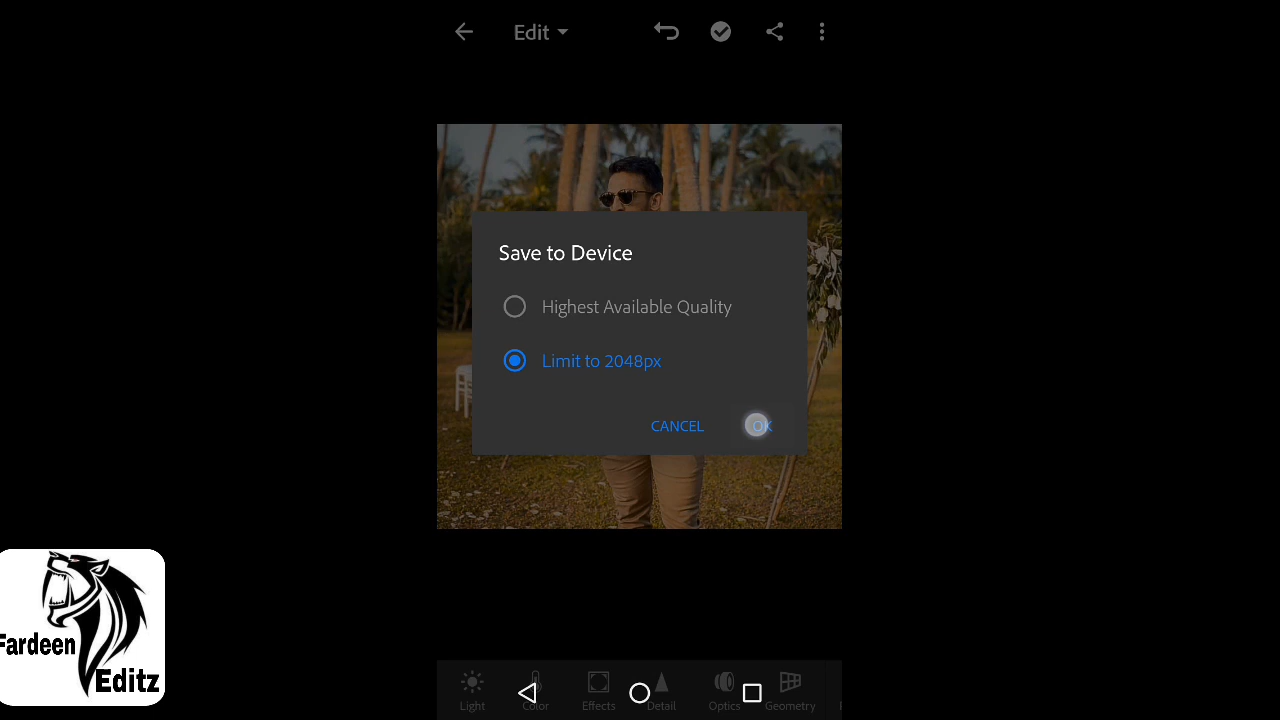 Edit
Save to Device
Highest Available Quality
Limit to 2048px
CANCEL OK
Fardeen
Editz
Light Color Effects Detail Optics Geometry